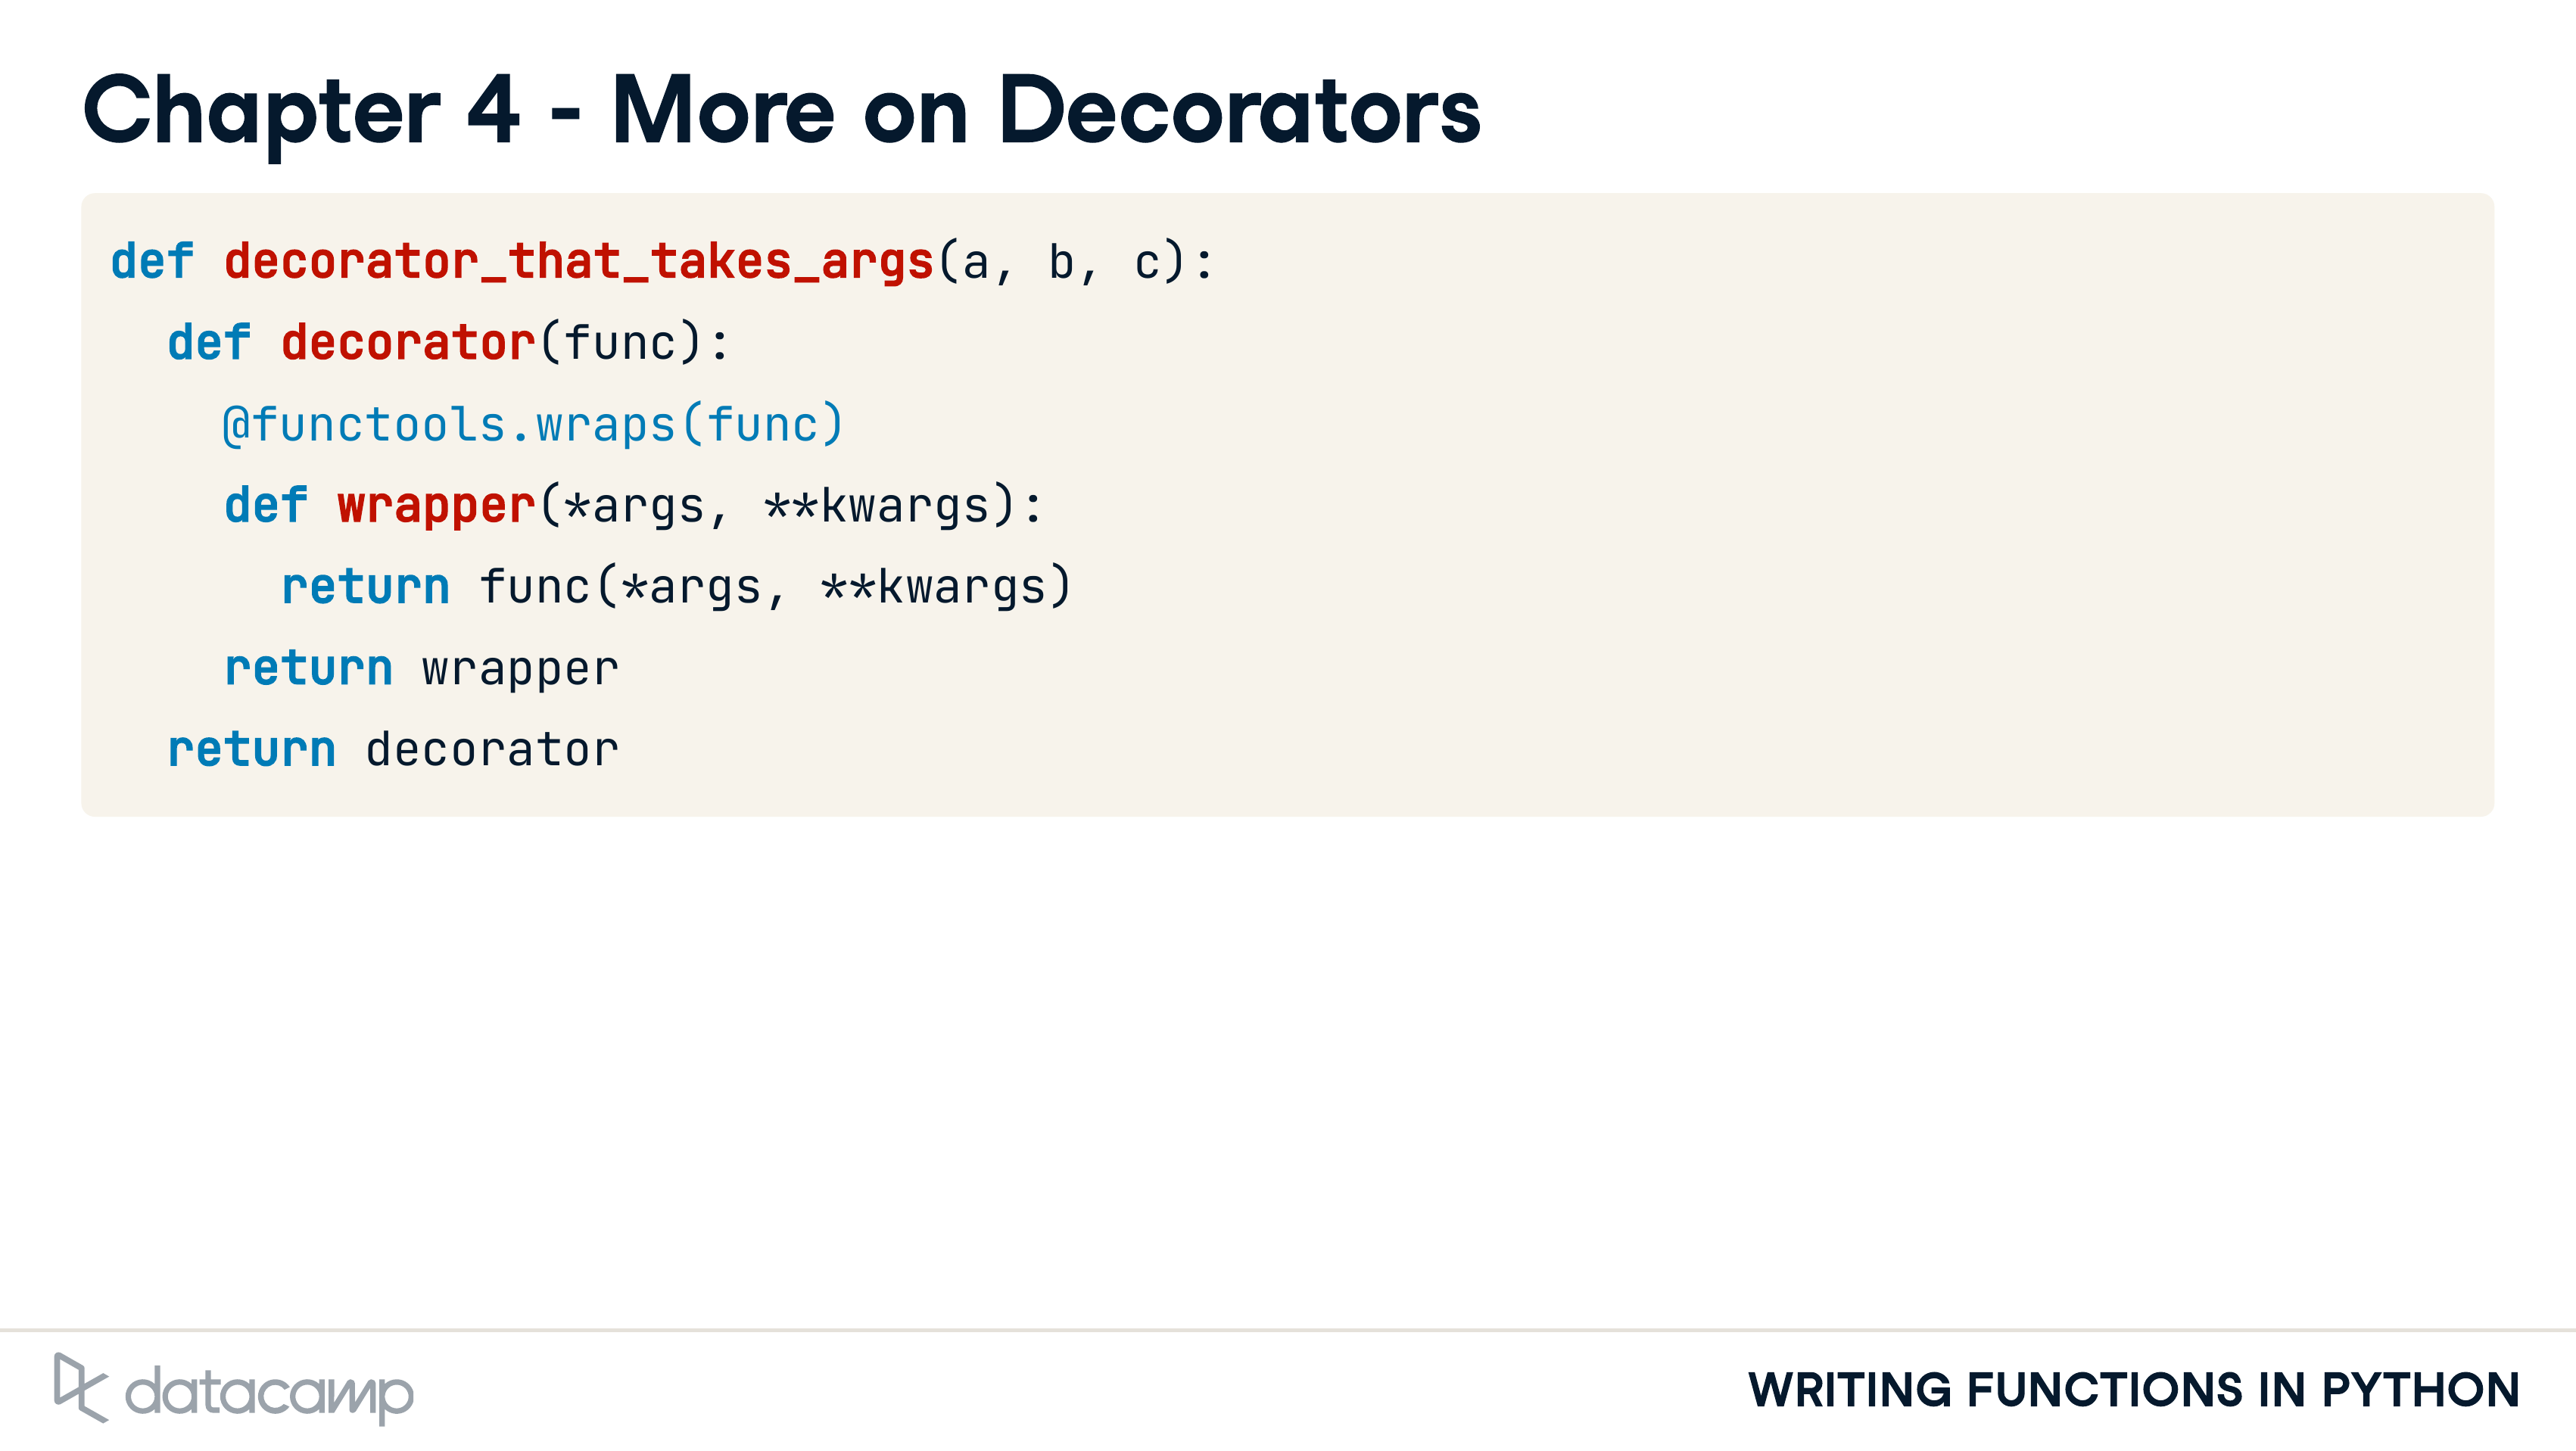 Chapter 4 - More on Decorators
def decorator_that_takes_args(a, b, c):
  def decorator(func):
    @functools.wraps(func)
    def wrapper(*args, **kwargs):
      return func(*args, **kwargs)
    return wrapper
  return decorator
datacamp
WRITING FUNCTIONS IN PYTHON